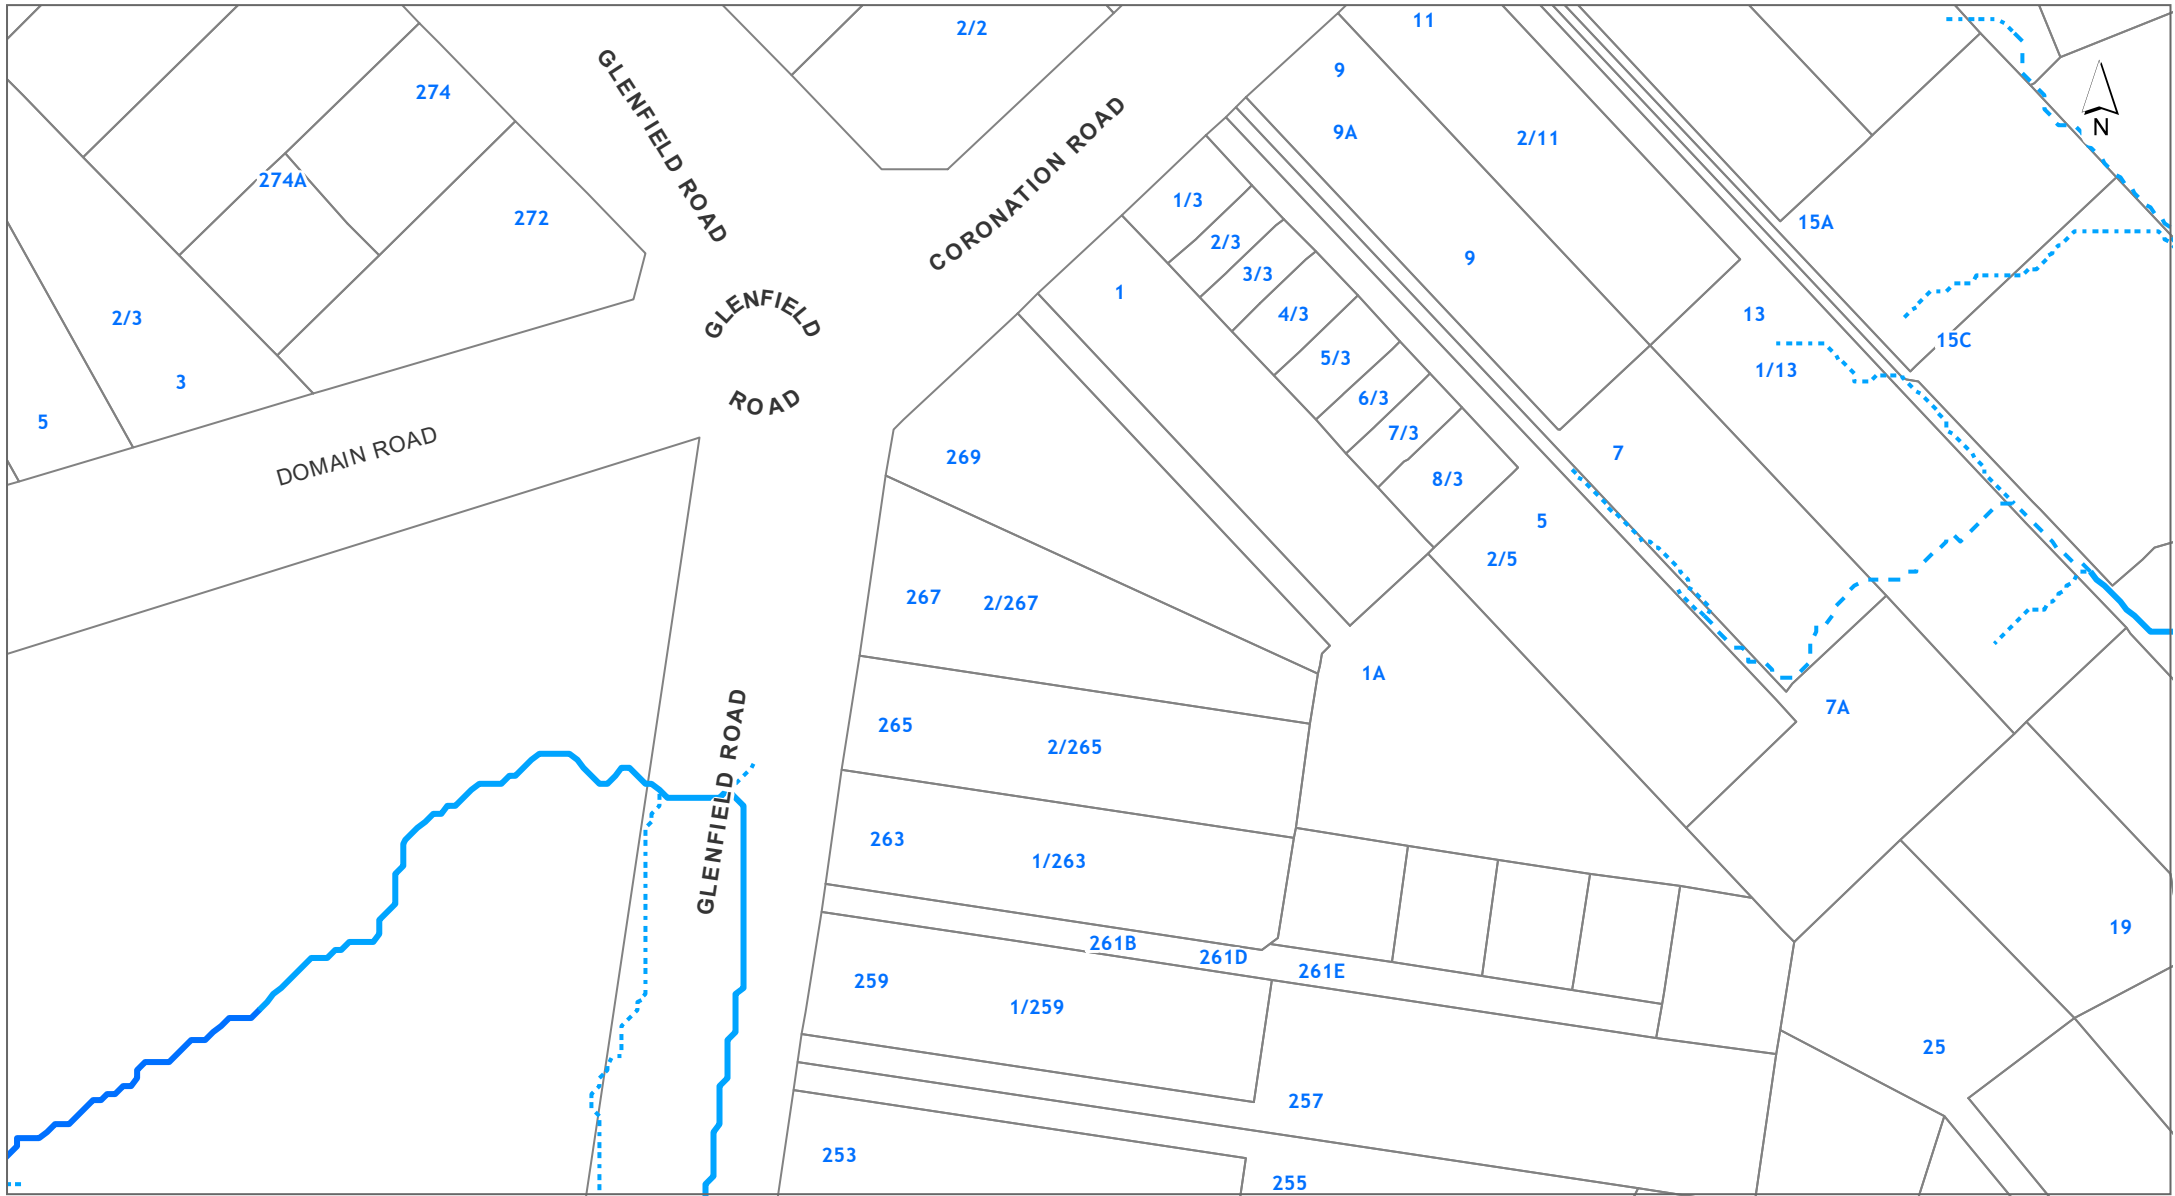 11
2/2
9
274
9A
2/11
N
GLENFIELD ROAD
CORONATION ROAD
274A
1/3
272
15A
2/3
9
3/3
1
4/3
13
2/3
GLENFIELD
ROAD
15C
5/3
1/13
3
6/3
5
7/3
DOMAIN ROAD
269
7
8/3
5
2/5
267
2/267
1A
7A
265
2/265
GLENFIELD ROAD
263
1/263
19
261B
261D
261E
259
1/259
25
257
253
255